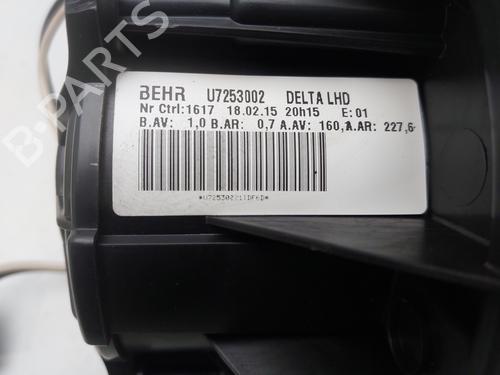 B-PARTS
BEHR U7253002 DELTA LHD
Nr Ctrl:1617 18.02.15 20h15 E:01
B.AV: 1,0 B.AR: 0,7 A.AV: 160, A.AR: 227,6